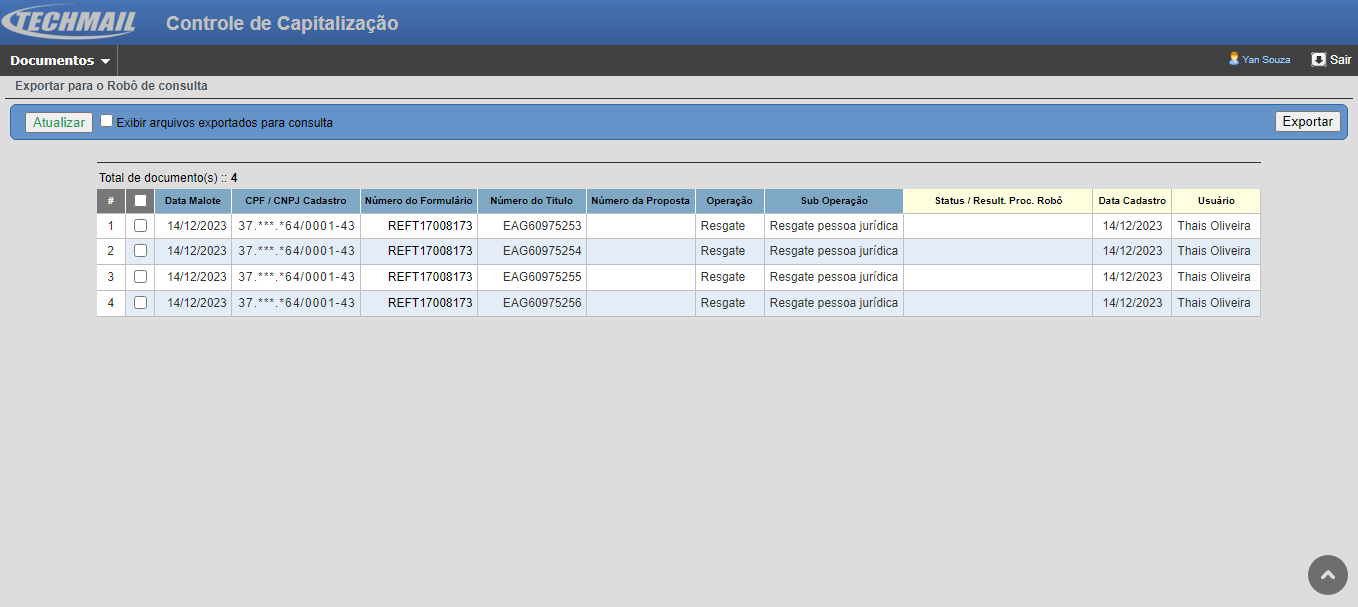 TECHMAIL Controle de Capitalização
Documentos Yan Souza Sair
Exportar para o Robô de consulta
Atualizar Exibir arquivos exportados para consulta Exportar
Total de documento(s) :: 4
# Data Malote CPF / CNPJ Cadastro Número do Formulário Número do Titulo Número da Proposta Operação Sub Operação Status / Result. Proc. Robô Data Cadastro Usuário
1 14/12/2023 37.***.*64/0001-43 REFT17008173 EAG60975253 Resgate Resgate pessoa jurídica 14/12/2023 Thais Oliveira
2 14/12/2023 37.***.*64/0001-43 REFT17008173 EAG60975254 Resgate Resgate pessoa jurídica 14/12/2023 Thais Oliveira
3 14/12/2023 37.***.*64/0001-43 REFT17008173 EAG60975255 Resgate Resgate pessoa jurídica 14/12/2023 Thais Oliveira
4 14/12/2023 37.***.*64/0001-43 REFT17008173 EAG60975256 Resgate Resgate pessoa jurídica 14/12/2023 Thais Oliveira